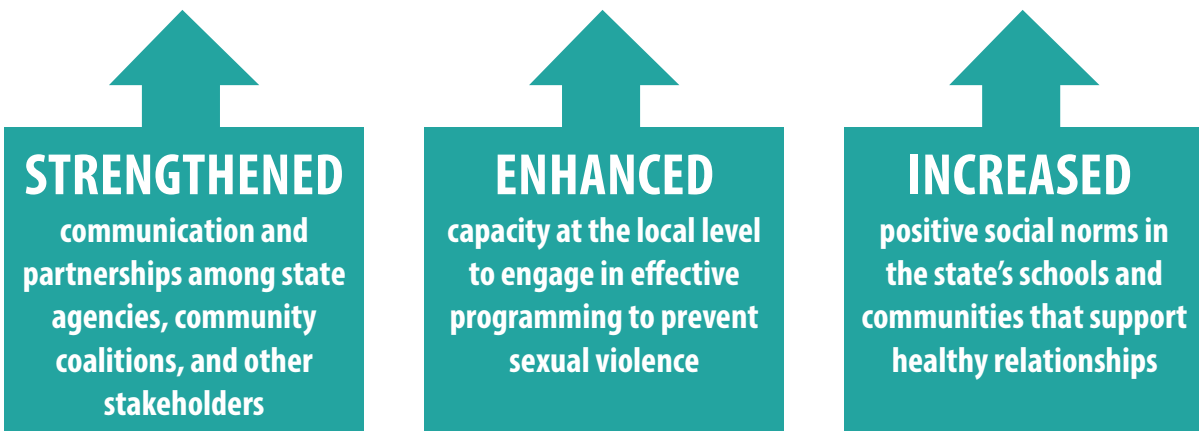 STRENGTHENED
communication and
partnerships among state
agencies, community
coalitions, and other
stakeholders
ENHANCED
capacity at the local level
to engage in effective
programming to prevent
sexual violence
INCREASED
positive social norms in
the state’s schools and
communities that support
healthy relationships